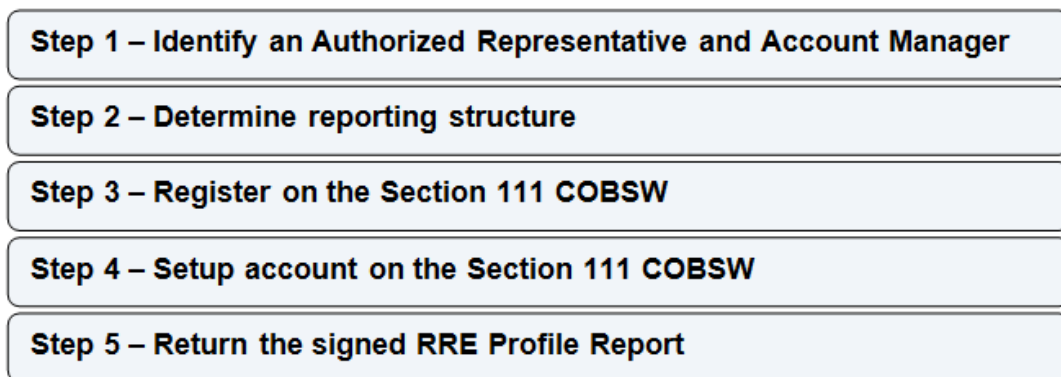 Step 1 – Identify an Authorized Representative and Account Manager
Step 2 – Determine reporting structure
Step 3 – Register on the Section 111 COBSW
Step 4 – Setup account on the Section 111 COBSW
Step 5 – Return the signed RRE Profile Report